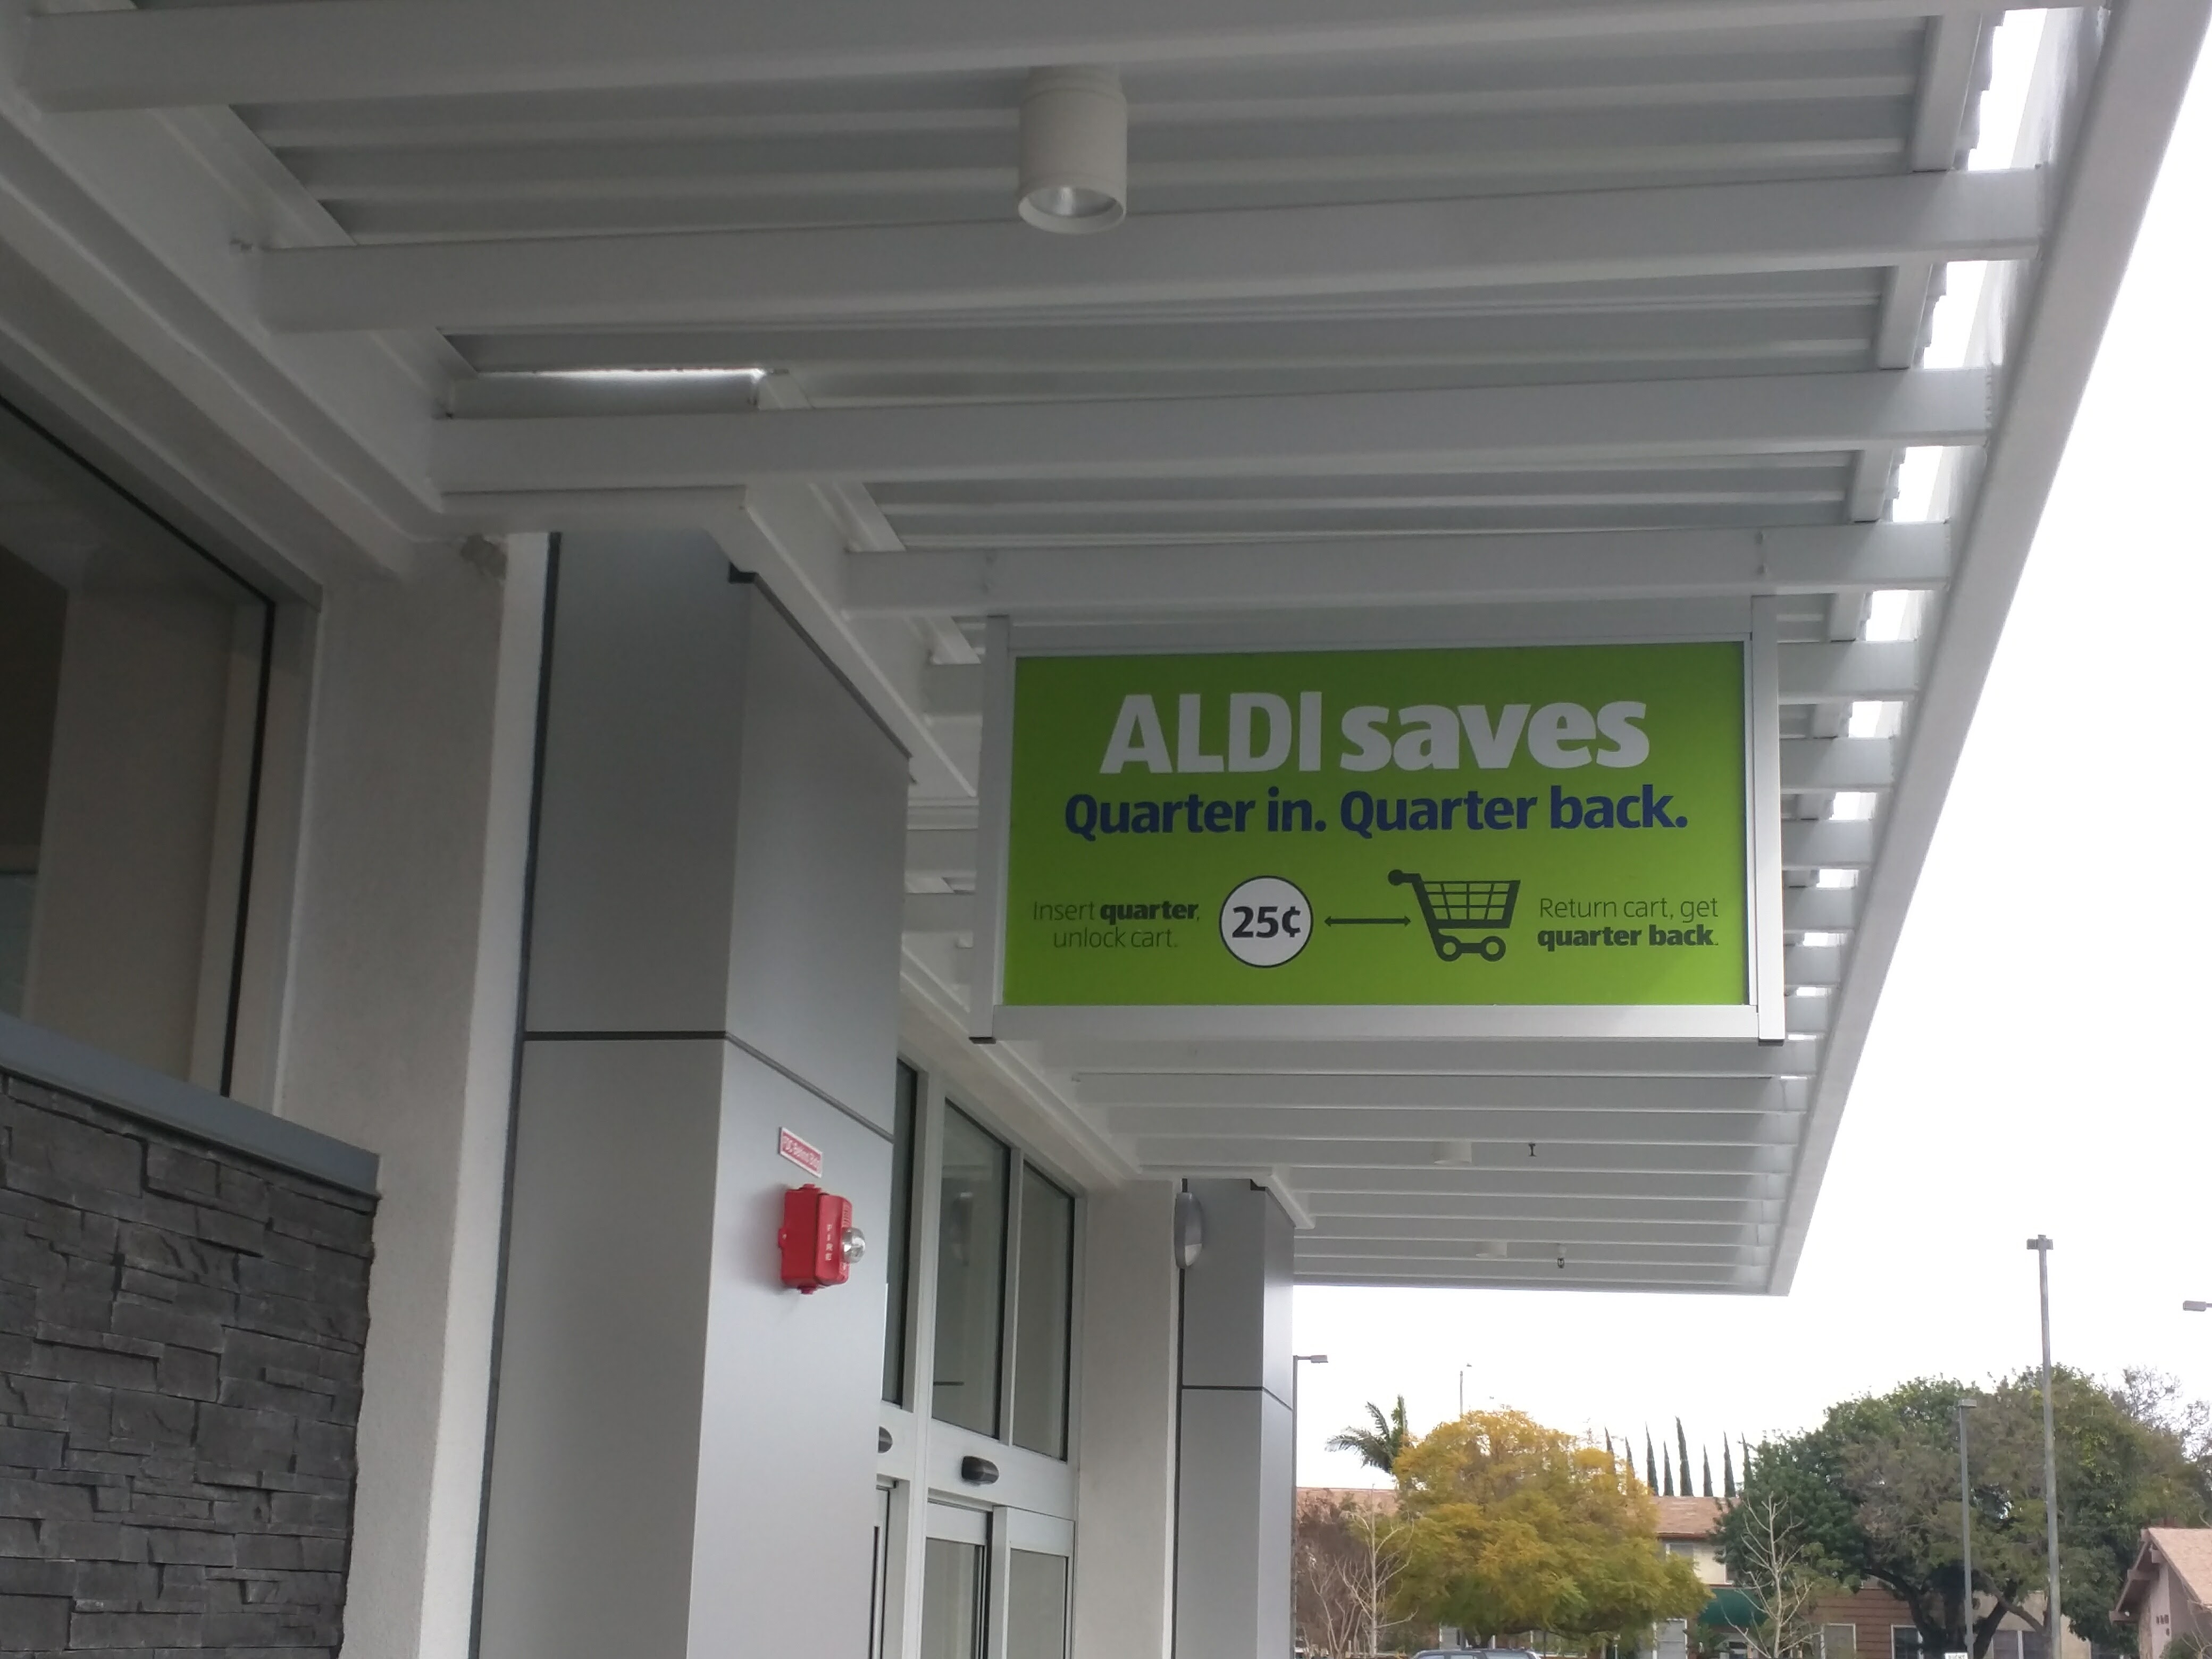 ALDI saves
Quarter in. Quarter back.
Insert quarter,
unlock cart.
25¢
Return cart, get
quarter back.
FIRE